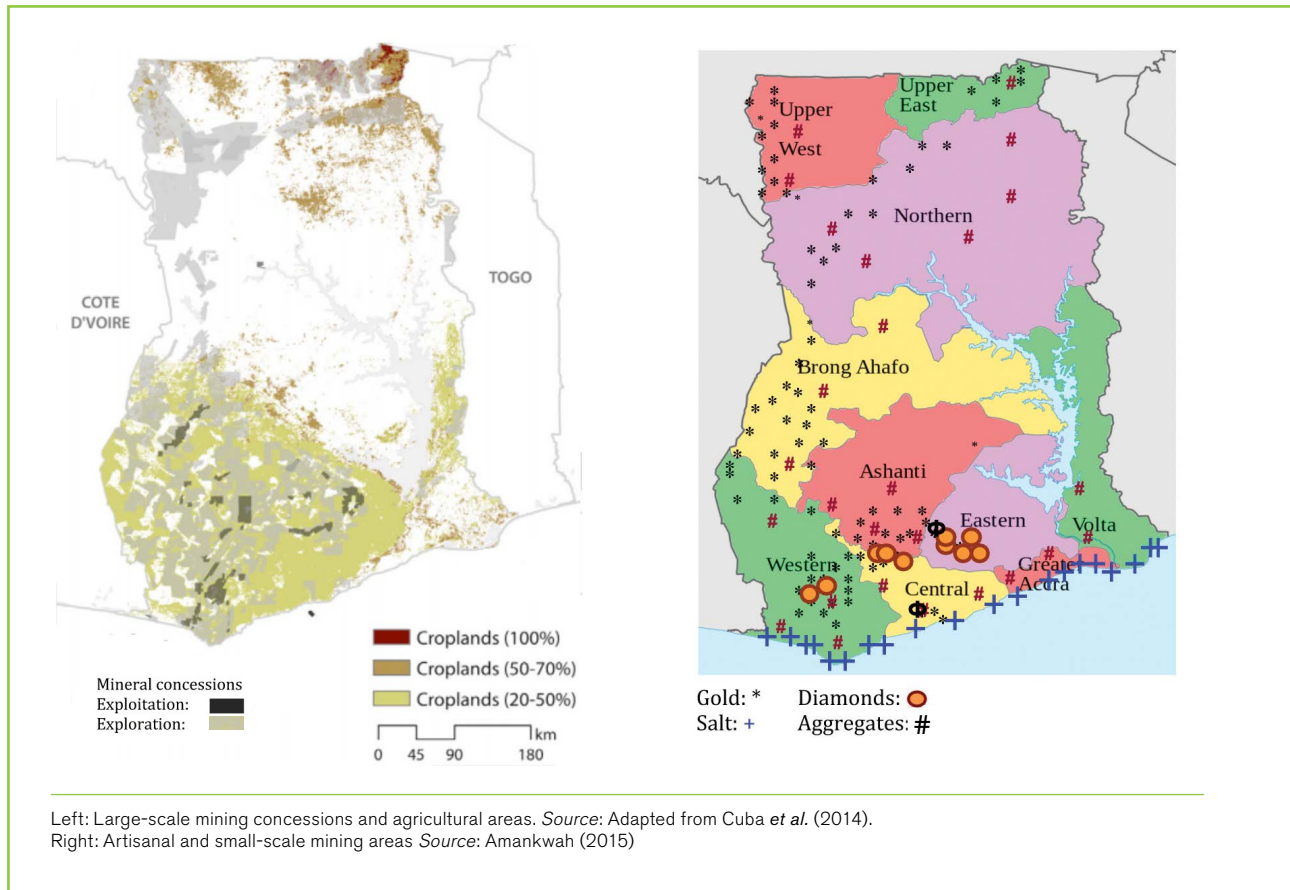 COTE
D'VOIRE
TOGO
Croplands (100%)
Croplands (50-70%)
Croplands (20-50%)
Mineral concessions
Exploitation:
Exploration:
km
0 45 90 180
Upper
West
Upper
East
Northern
Brong Ahafo
Ashanti
Eastern
Volta
Western
Central
Greater
Accra
Gold: * Diamonds:
Salt: + Aggregates: #
Left: Large-scale mining concessions and agricultural areas. Source: Adapted from Cuba et al. (2014).
Right: Artisanal and small-scale mining areas Source: Amankwah (2015)